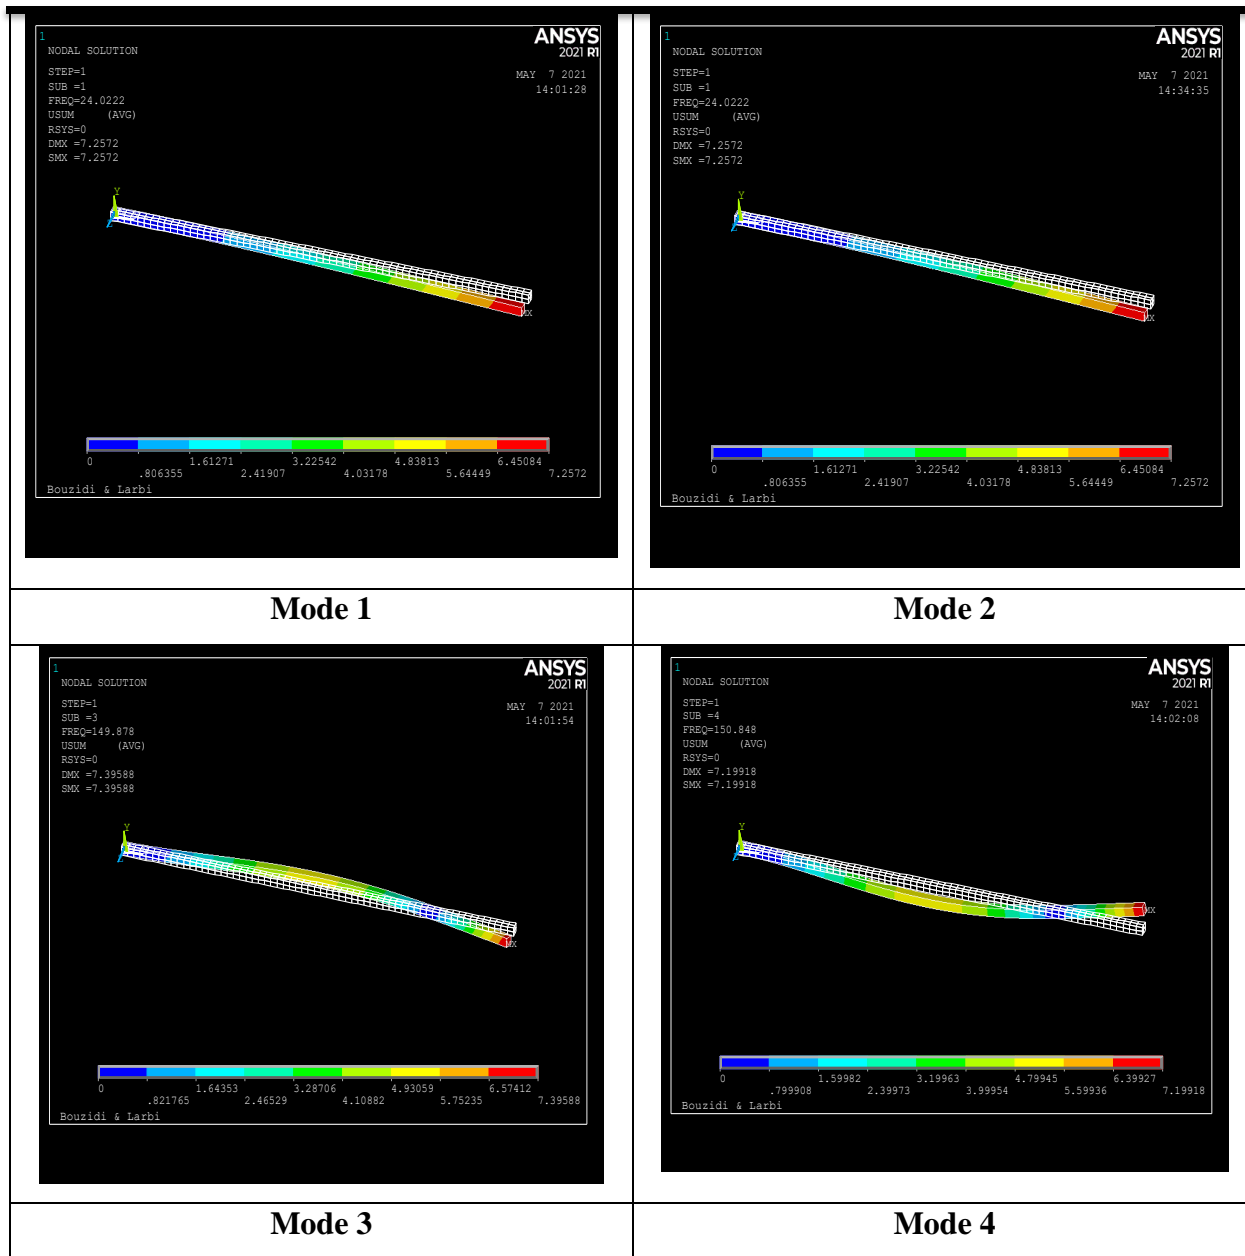 1
ANSYS
2021 R1
NODAL SOLUTION
STEP=1
SUB =1
FREQ=24.0222
USUM (AVG)
RSYS=0
DMX =7.2572
SMX =7.2572
MAY 7 2021
14:01:28
Y
Z
MX
0 1.61271 3.22542 4.83813 6.45084
.806355 2.41907 4.03178 5.64449 7.2572
Bouzidi & Larbi
1
ANSYS
2021 R1
NODAL SOLUTION
STEP=1
SUB =1
FREQ=24.0222
USUM (AVG)
RSYS=0
DMX =7.2572
SMX =7.2572
MAY 7 2021
14:34:35
Y
Z
MX
0 1.61271 3.22542 4.83813 6.45084
.806355 2.41907 4.03178 5.64449 7.2572
Bouzidi & Larbi
Mode 1
Mode 2
1
ANSYS
2021 R1
NODAL SOLUTION
STEP=1
SUB =3
FREQ=149.878
USUM (AVG)
RSYS=0
DMX =7.39588
SMX =7.39588
MAY 7 2021
14:01:54
Y
Z
MX
0 1.64353 3.28706 4.93059 6.57412
.821765 2.46529 4.10882 5.75235 7.39588
Bouzidi & Larbi
1
ANSYS
2021 R1
NODAL SOLUTION
STEP=1
SUB =4
FREQ=150.848
USUM (AVG)
RSYS=0
DMX =7.19918
SMX =7.19918
MAY 7 2021
14:02:08
Y
Z
MX
0 1.59982 3.19963 4.79945 6.39927
.799908 2.39973 3.99954 5.59936 7.19918
Bouzidi & Larbi
Mode 3
Mode 4